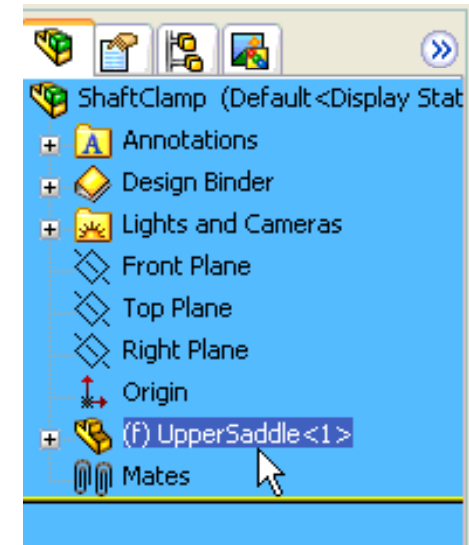 ShaftClamp (Default<Display Stat
A Annotations
Design Binder
Lights and Cameras
Front Plane
Top Plane
Right Plane
Origin
(f) UpperSaddle<1>
Mates